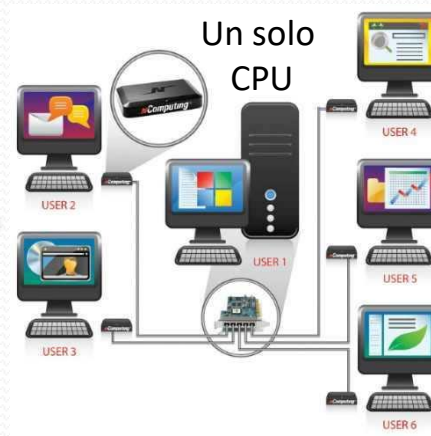 Un solo
CPU
nComputing
USER 1
USER 2
USER 3
USER 4
USER 5
USER 6